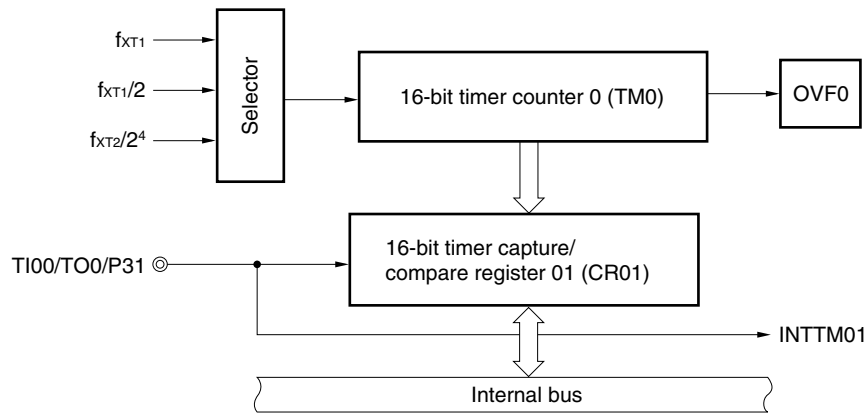 fXT1
fXT1/2
fXT2/2⁴
Selector
16-bit timer counter 0 (TM0)
OVF0
16-bit timer capture/
compare register 01 (CR01)
TI00/TO0/P31
INTTM01
Internal bus